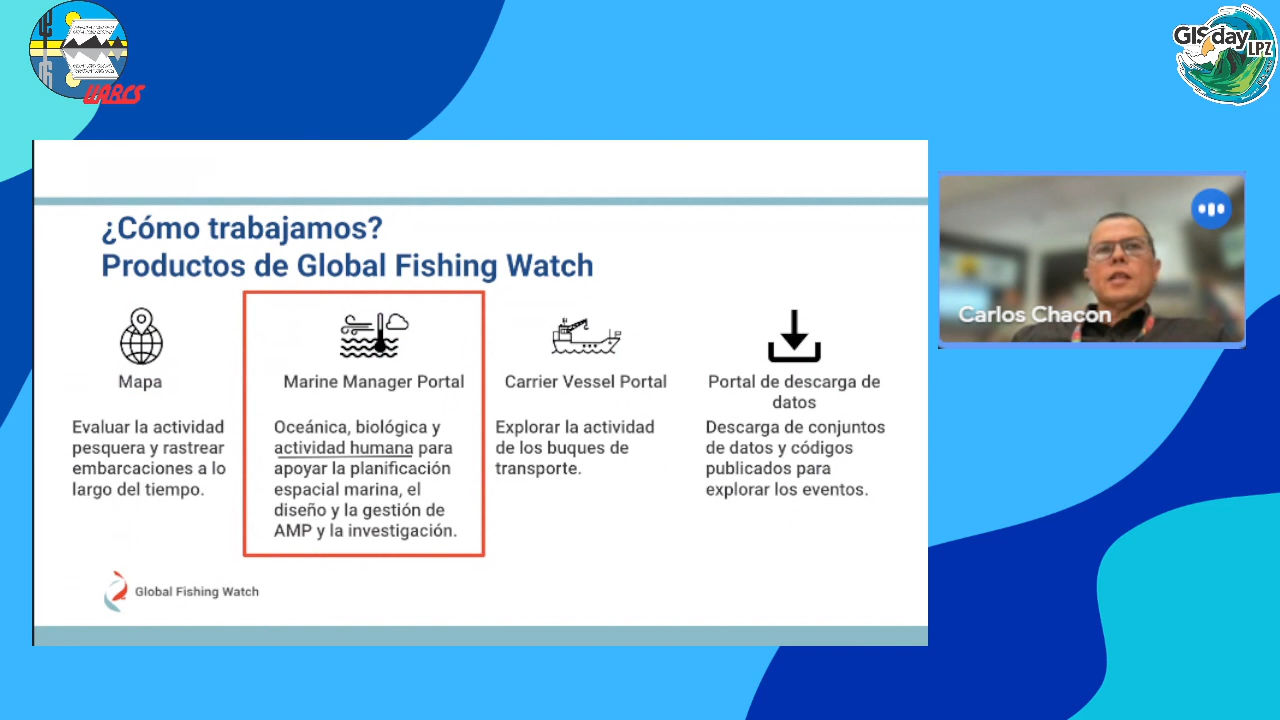 UABCS
GISday
LPZ
¿Cómo trabajamos?
Productos de Global Fishing Watch
Mapa
Evaluar la actividad
pesquera y rastrear
embarcaciones a lo
largo del tiempo.
Marine Manager Portal
Oceánica, biológica y
actividad humana para
apoyar la planificación
espacial marina, el
diseño y la gestión de
AMP y la investigación.
Carrier Vessel Portal
Explorar la actividad
de los buques de
transporte.
Portal de descarga de
datos
Descarga de conjuntos
de datos y códigos
publicados para
explorar los eventos.
Global Fishing Watch
Carlos Chacon